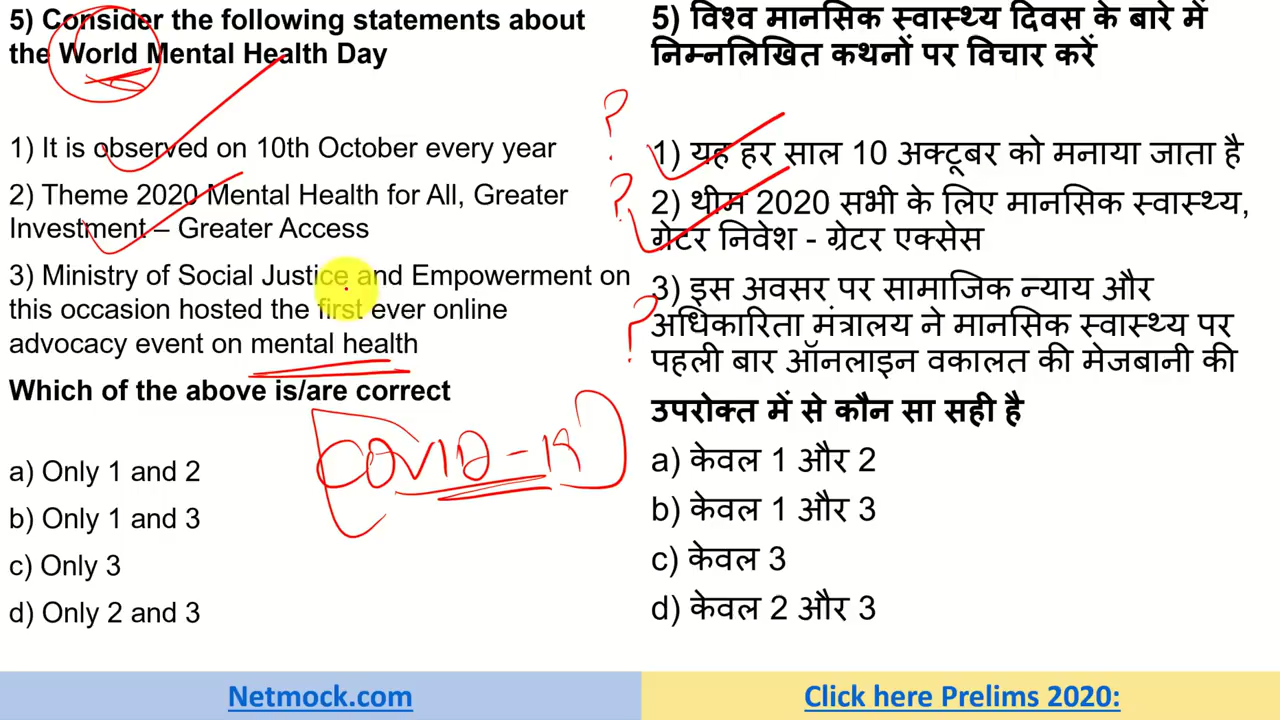 5) Consider the following statements about
the World Mental Health Day
1) It is observed on 10th October every year
2) Theme 2020 Mental Health for All, Greater
Investment – Greater Access
3) Ministry of Social Justice and Empowerment on
this occasion hosted the first ever online
advocacy event on mental health
Which of the above is/are correct
a) Only 1 and 2
b) Only 1 and 3
c) Only 3
d) Only 2 and 3
COVID-19
5) विश्व मानसिक स्वास्थ्य दिवस के बारे में
निम्नलिखित कथनों पर विचार करें
?
1) यह हर साल 10 अक्टूबर को मनाया जाता है
?
2) थीम 2020 सभी के लिए मानसिक स्वास्थ्य,
ग्रेटर निवेश - ग्रेटर एक्सेस
?
3) इस अवसर पर सामाजिक न्याय और
अधिकारिता मंत्रालय ने मानसिक स्वास्थ्य पर
पहली बार ऑनलाइन वकालत की मेजबानी की
उपरोक्त में से कौन सा सही है
a) केवल 1 और 2
b) केवल 1 और 3
c) केवल 3
d) केवल 2 और 3
Netmock.com
Click here Prelims 2020: